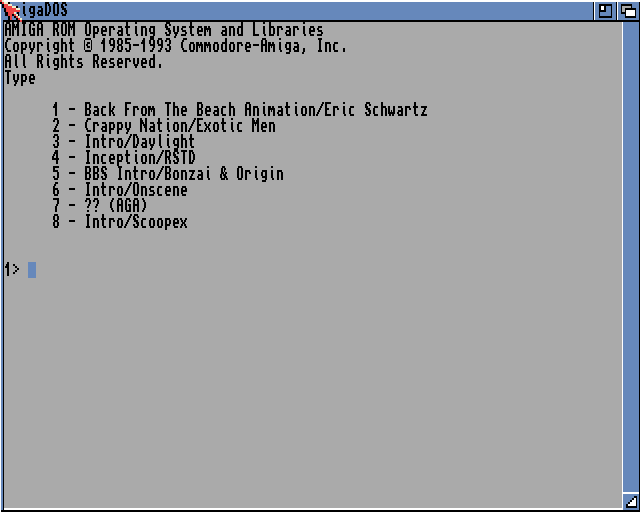 AmigaDOS
AMIGA ROM Operating System and Libraries
Copyright © 1985-1993 Commodore-Amiga, Inc.
All Rights Reserved.
Type
1 - Back From The Beach Animation/Eric Schwartz
2 - Crappy Nation/Exotic Men
3 - Intro/Daylight
4 - Inception/RSTD
5 - BBS Intro/Bonzai & Origin
6 - Intro/Onscene
7 - ?? (AGA)
8 - Intro/Scoopex
1>